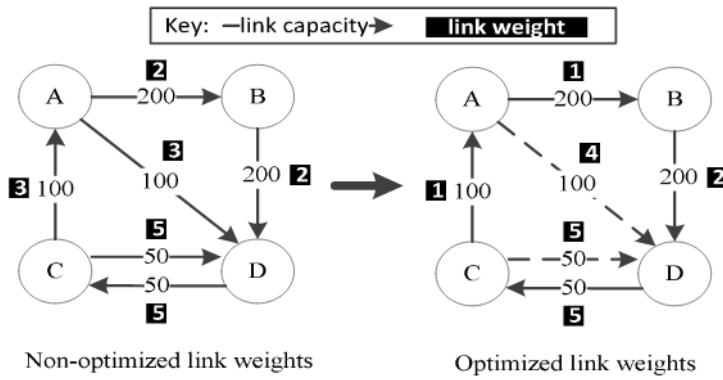 Key: link capacity link weight
2 1
A 200 B A 200 B
3 4
3 100 100 200 2 1 100 100 200 2
5 5
C 50 D C 50 D
50 50
5 5
Non-optimized link weights Optimized link weights